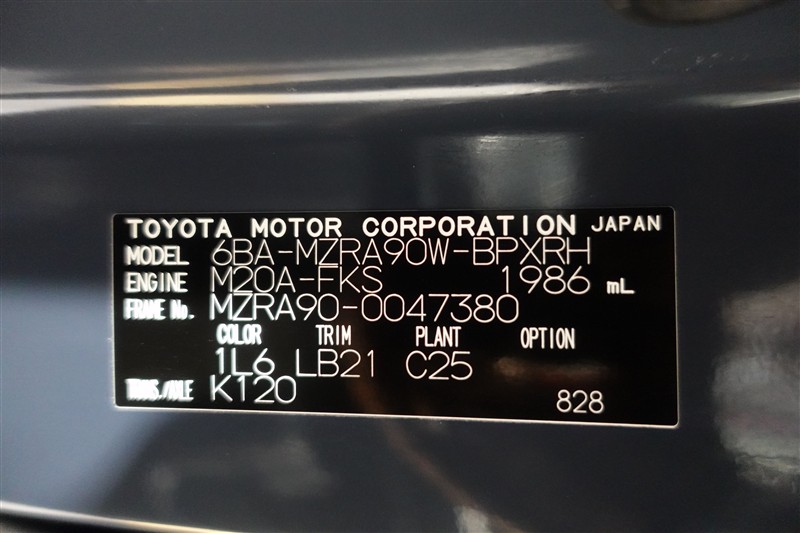 TOYOTA MOTOR CORPORATION JAPAN
MODEL 6BA-MZRA90W-BPXRH
ENGINE M20A-FKS 1986 mL
FRAME No. MZRA90-0047380
COLOR TRIM PLANT OPTION
1L6 LB21 C25
TRANS./AXLE K120
828